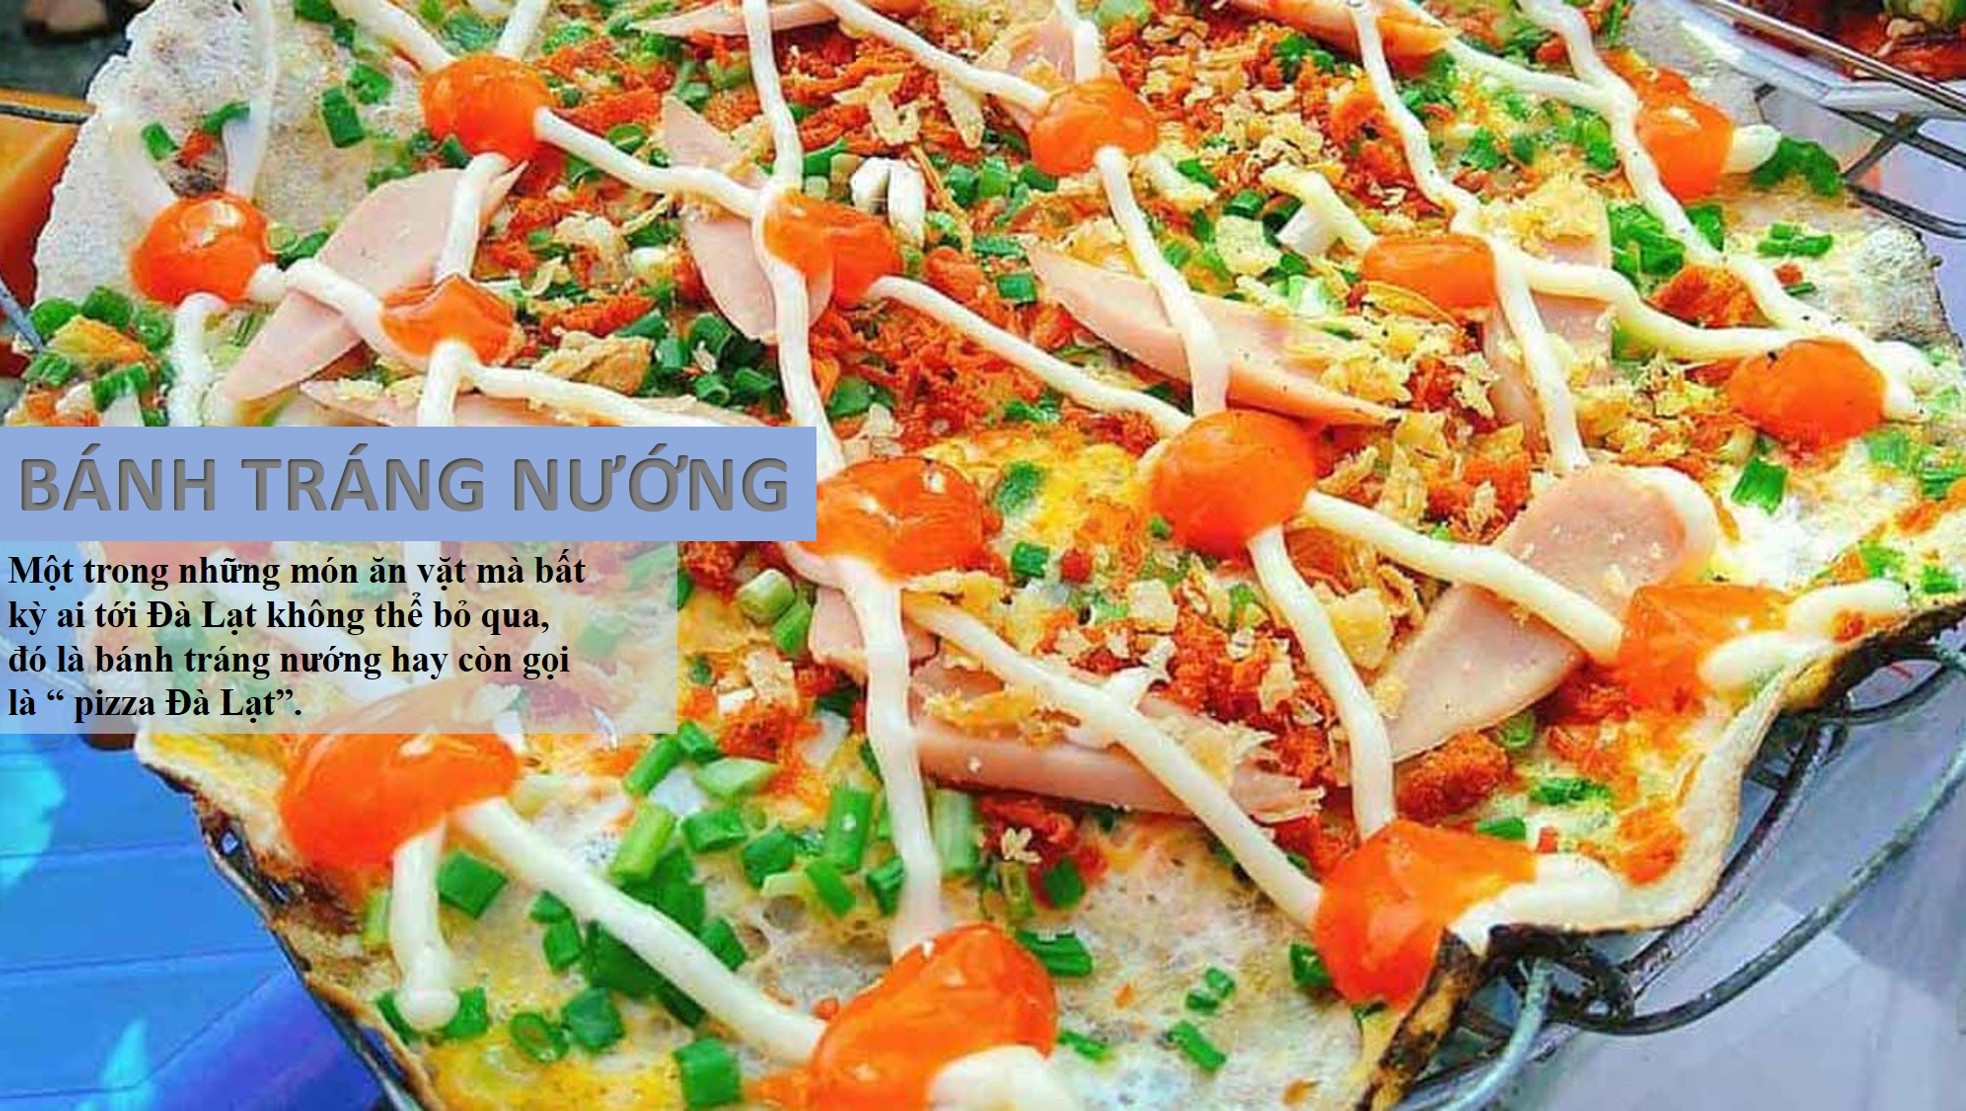 BÁNH TRÁNG NƯỚNG
Một trong những món ăn vặt mà bất
kỳ ai tới Đà Lạt không thể bỏ qua,
đó là bánh tráng nướng hay còn gọi
là “ pizza Đà Lạt”.